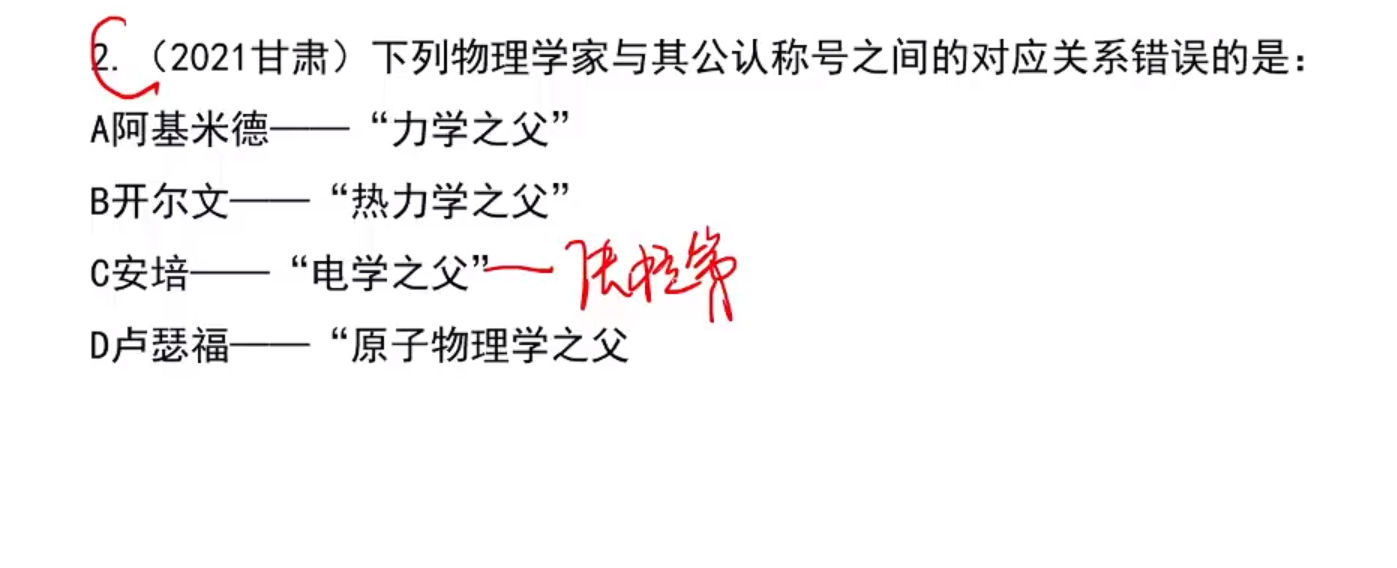 2.（2021甘肃）下列物理学家与其公认称号之间的对应关系错误的是：
A阿基米德——“力学之父”
B开尔文——“热力学之父”
C安培——“电学之父”—法拉第
D卢瑟福——“原子物理学之父